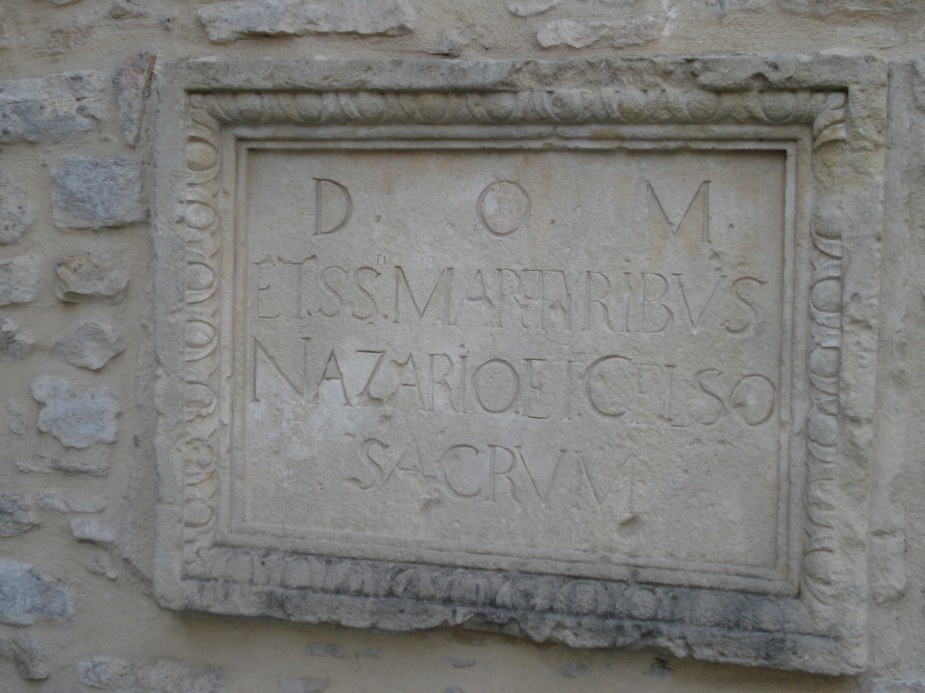 D O M
ET.SS.MARTYRIBVS
NAZARIO.ET.CELSO
SACRVM